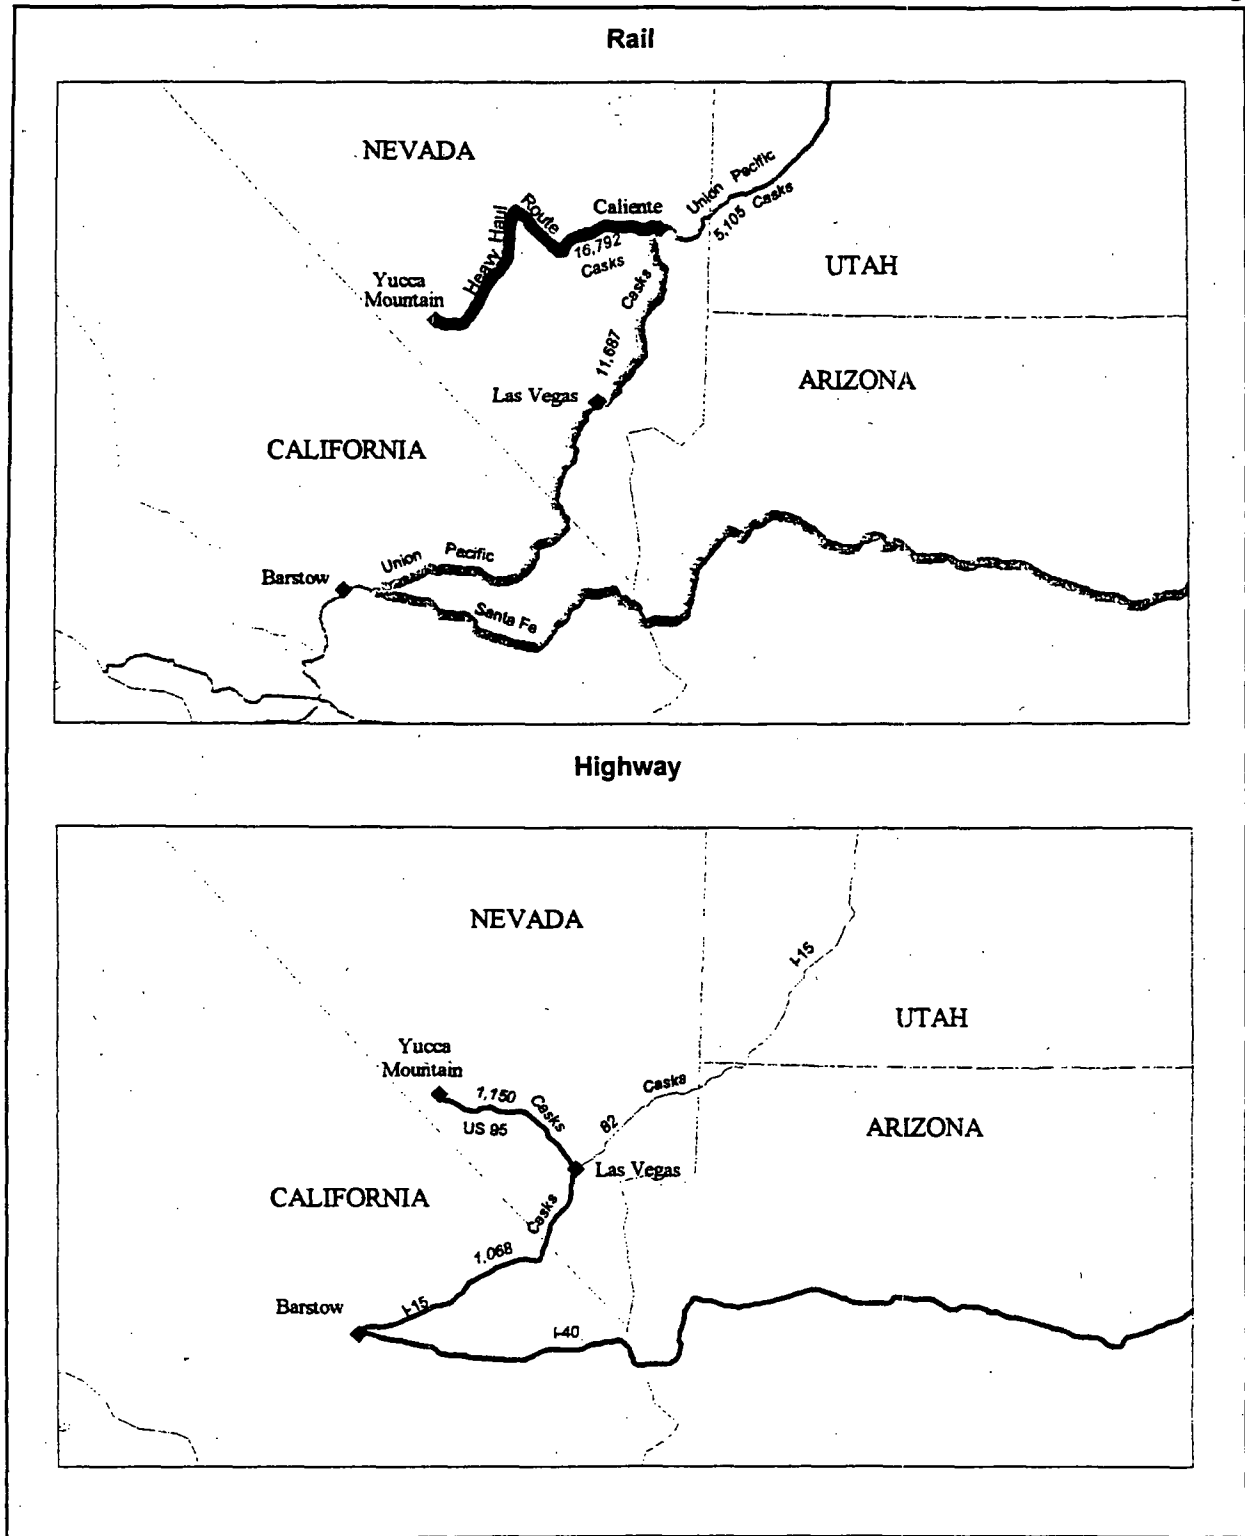 Rail
NEVADA
Union Pacific
5,105 Casks
Caliente
Heavy Haul Route
16,792
Casks
UTAH
Yucca
Mountain
11,687 Casks
ARIZONA
Las Vegas
CALIFORNIA
Union Pacific
Barstow
Santa Fe
Highway
NEVADA
I-15
UTAH
Yucca
Mountain
1,150 Casks
US 95
82 Casks
ARIZONA
Las Vegas
CALIFORNIA
1,068 Casks
I-15
Barstow
I-40